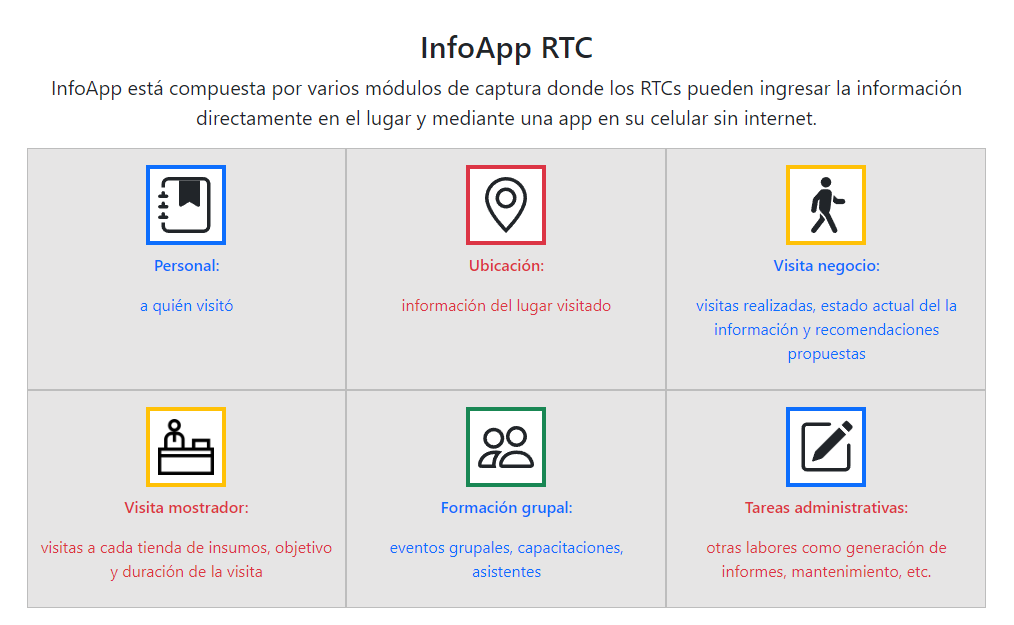 InfoApp RTC
InfoApp está compuesta por varios módulos de captura donde los RTCs pueden ingresar la información
directamente en el lugar y mediante una app en su celular sin internet.
Personal:
a quién visitó
Ubicación:
información del lugar visitado
Visita negocio:
visitas realizadas, estado actual del la
información y recomendaciones
propuestas
Visita mostrador:
visitas a cada tienda de insumos, objetivo
y duración de la visita
Formación grupal:
eventos grupales, capacitaciones,
asistentes
Tareas administrativas:
otras labores como generación de
informes, mantenimiento, etc.